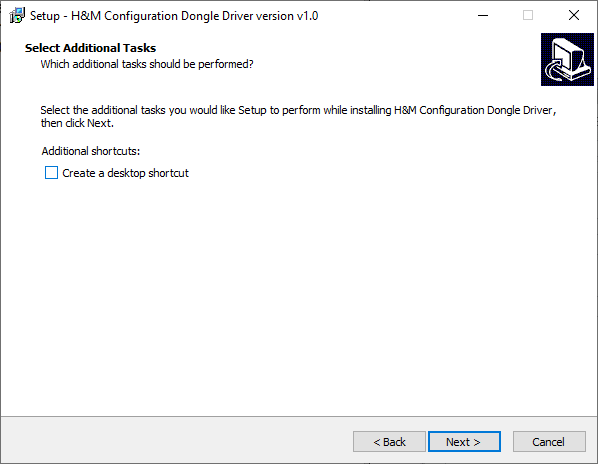 Setup - H&M Configuration Dongle Driver version v1.0
Select Additional Tasks
Which additional tasks should be performed?
Select the additional tasks you would like Setup to perform while installing H&M Configuration Dongle Driver,
then click Next.
Additional shortcuts:
Create a desktop shortcut
< Back
Next >
Cancel